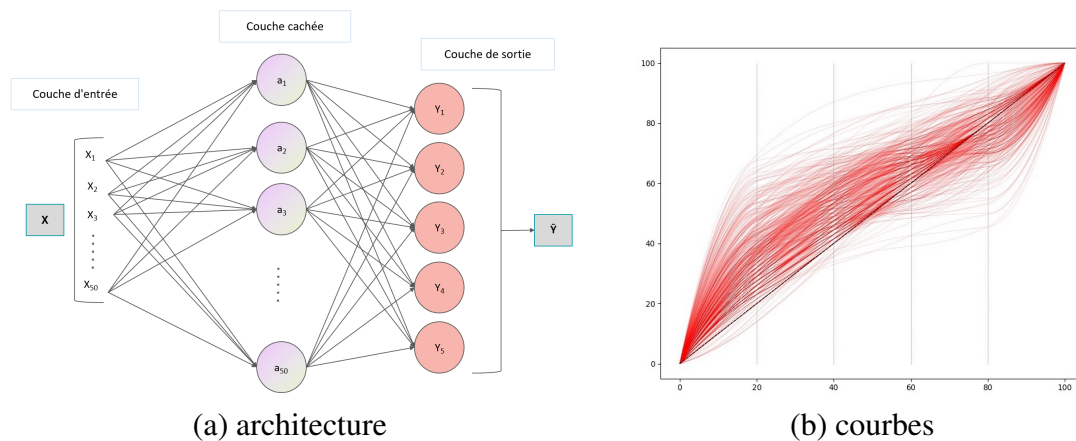 Couche cachée
Couche de sortie
Couche d'entrée
X
X1
X2
X3
X50
a1
a2
a3
a50
Y1
Y2
Y3
Y4
Y5
Ŷ
100
80
60
40
20
0
0 20 40 60 80 100
(a) architecture
(b) courbes